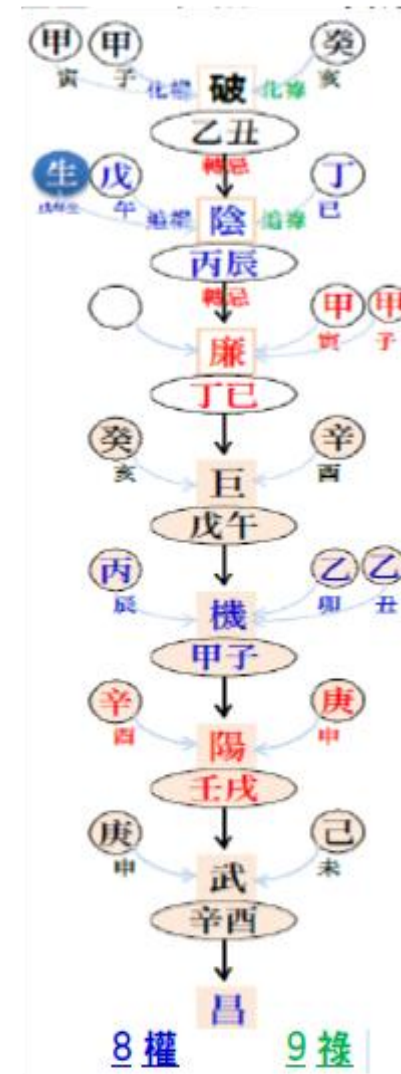 甲 甲 癸
寅 子 亥
化權 破 化祿
乙丑
轉忌
生 戊 丁
午 巳
追權 陰 追祿
丙辰
轉忌
甲 甲
廉 寅 子
丁巳
癸 辛
亥 酉
巨
戊午
丙 乙 乙
辰 卯 丑
機
甲子
辛 庚
酉 申
陽
壬戌
庚 己
申 未
武
辛酉
昌
8 權 9 祿